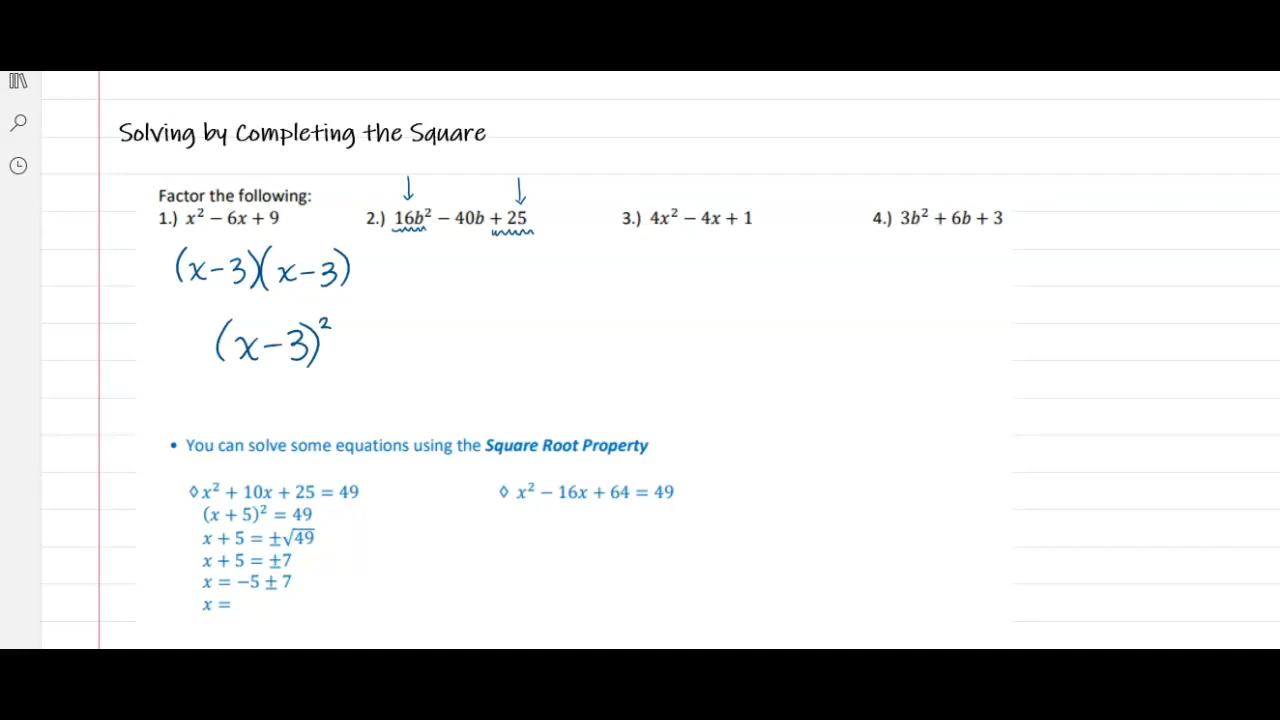 Solving by Completing the Square
Factor the following:
1.) x² − 6x + 9
2.) 16b² − 40b + 25
3.) 4x² − 4x + 1
4.) 3b² + 6b + 3
(x−3)(x−3)
(x−3)²
• You can solve some equations using the Square Root Property
◊ x² + 10x + 25 = 49
(x + 5)² = 49
x + 5 = ±√49
x + 5 = ±7
x = −5 ± 7
x =
◊ x² − 16x + 64 = 49